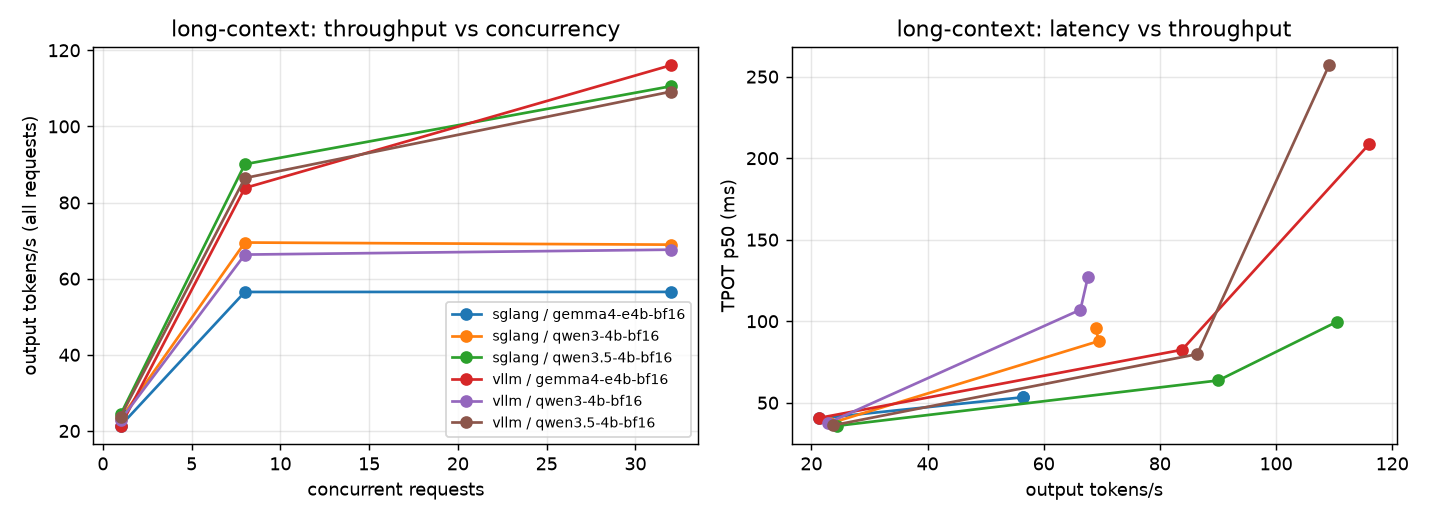 long-context: throughput vs concurrency
output tokens/s (all requests)
120
100
80
60
40
20
0
5
10
15
20
25
30
concurrent requests
sglang / gemma4-e4b-bf16
sglang / qwen3-4b-bf16
sglang / qwen3.5-4b-bf16
vllm / gemma4-e4b-bf16
vllm / qwen3-4b-bf16
vllm / qwen3.5-4b-bf16
long-context: latency vs throughput
TPOT p50 (ms)
250
200
150
100
50
20
40
60
80
100
120
output tokens/s